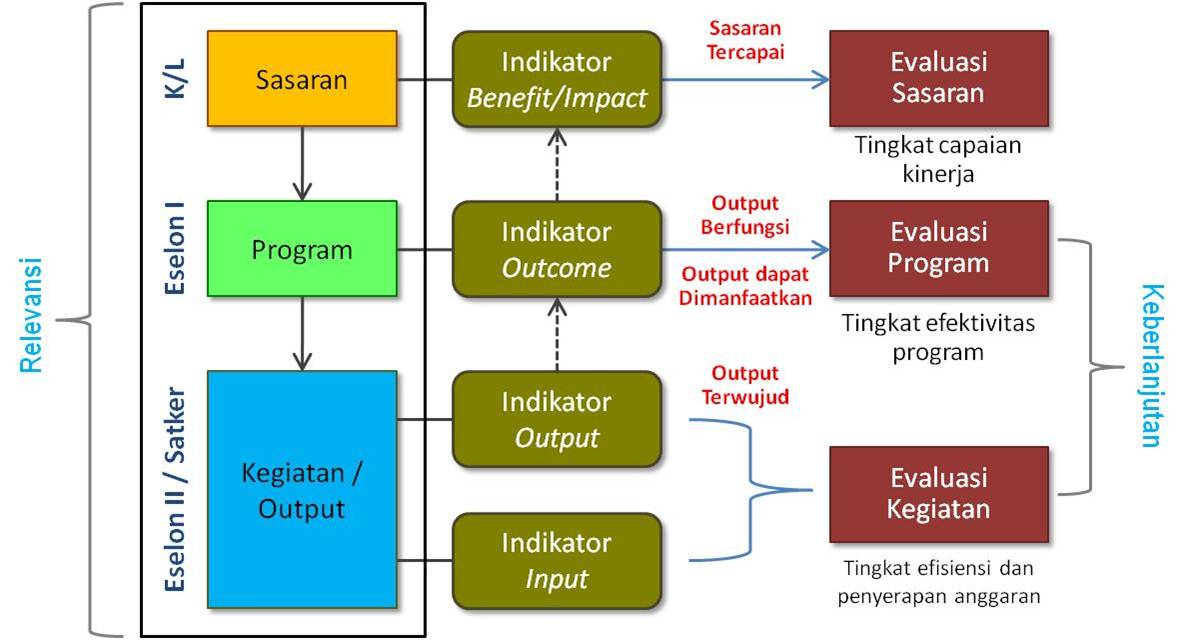 Relevansi
K/L
Sasaran
Indikator
Benefit/Impact
Sasaran
Tercapai
Evaluasi
Sasaran
Tingkat capaian
kinerja
Eselon I
Program
Indikator
Outcome
Output
Berfungsi
Output dapat
Dimanfaatkan
Evaluasi
Program
Tingkat efektivitas
program
Eselon II / Satker
Kegiatan /
Output
Indikator
Output
Indikator
Input
Output
Terwujud
Evaluasi
Kegiatan
Tingkat efisiensi dan
penyerapan anggaran
Keberlanjutan